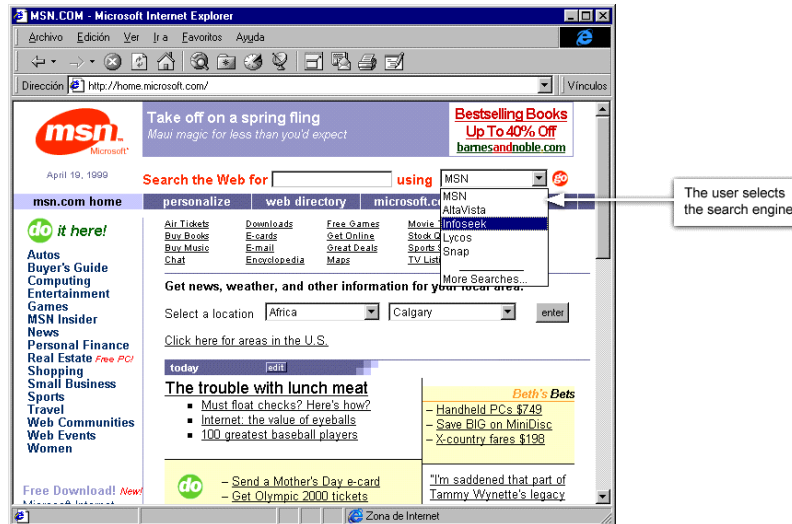 MSN.COM - Microsoft Internet Explorer
Archivo Edición Ver Ir a Favoritos Ayuda
Dirección http://home.microsoft.com/ Vínculos
msn.
Microsoft*
Take off on a spring fling
Maui magic for less than you'd expect
Bestselling Books
Up To 40% Off
barnesandnoble.com
April 19, 1999
Search the Web for using MSN go
MSN
AltaVista
Infoseek
Lycos
Snap
More Searches...
The user selects
the search engine
msn.com home personalize web directory microsoft.c
do it here!
Autos
Buyer's Guide
Computing
Entertainment
Games
MSN Insider
News
Personal Finance
Real Estate Free PC!
Shopping
Small Business
Sports
Travel
Web Communities
Web Events
Women
Free Download! New!
Air Tickets Downloads Free Games Movie
Buy Books E-cards Get Online Stock Q
Buy Music E-mail Great Deals Sports
Chat Encyclopedia Maps TV List
Get news, weather, and other information for your local area.
Select a location Africa Calgary enter
Click here for areas in the U.S.
today edit
The trouble with lunch meat
Must float checks? Here's how?
Internet: the value of eyeballs
100 greatest baseball players
Beth's Bets
– Handheld PCs $749
– Save BIG on MiniDisc
– X-country fares $198
do
– Send a Mother's Day e-card
– Get Olympic 2000 tickets
"I'm saddened that part of
Tammy Wynette's legacy
Zona de Internet